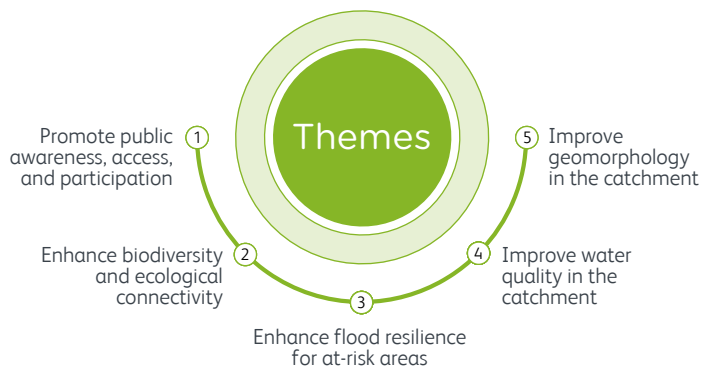 Themes
1
Promote public
awareness, access,
and participation
2
Enhance biodiversity
and ecological
connectivity
3
Enhance flood resilience
for at-risk areas
4
Improve water
quality in the
catchment
5
Improve
geomorphology
in the catchment